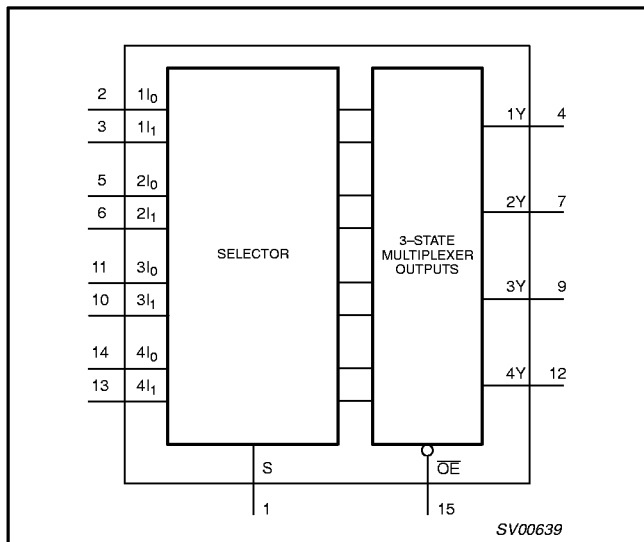 2 1I₀
3 1I₁
5 2I₀
6 2I₁
11 3I₀
10 3I₁
14 4I₀
13 4I₁
SELECTOR
3–STATE
MULTIPLEXER
OUTPUTS
1Y 4
2Y 7
3Y 9
4Y 12
S
1
O̅E̅
15
SV00639